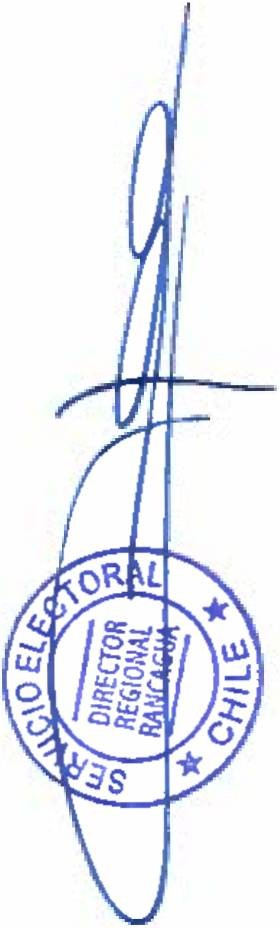 SERVICIO ELECTORAL
DIRECTOR
REGIONAL
RANCAGUA
★ CHILE ★